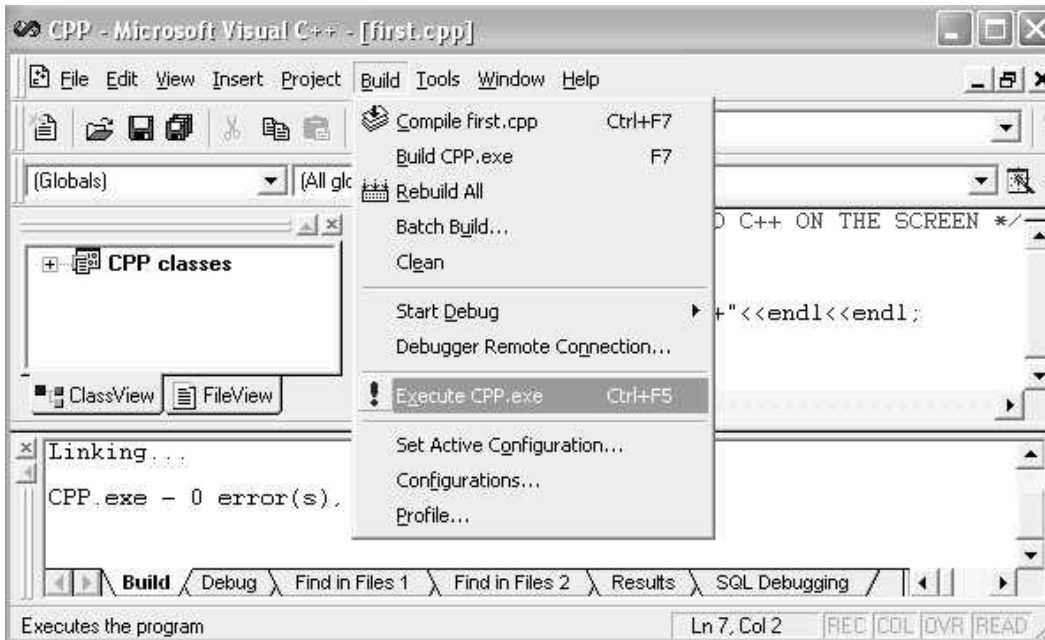 CPP - Microsoft Visual C++ - [first.cpp]
File Edit View Insert Project Build Tools Window Help
(Globals)
(All glo
CPP classes
ClassView
FileView
Compile first.cpp Ctrl+F7
Build CPP.exe F7
Rebuild All
Batch Build...
Clean
Start Debug
Debugger Remote Connection...
Execute CPP.exe Ctrl+F5
Set Active Configuration...
Configurations...
Profile...
C++ ON THE SCREEN */
+"<<endl<<endl;
Linking...
CPP.exe - 0 error(s),
Build Debug Find in Files 1 Find in Files 2 Results SQL Debugging
Executes the program
Ln 7, Col 2
REC COL OVR READ